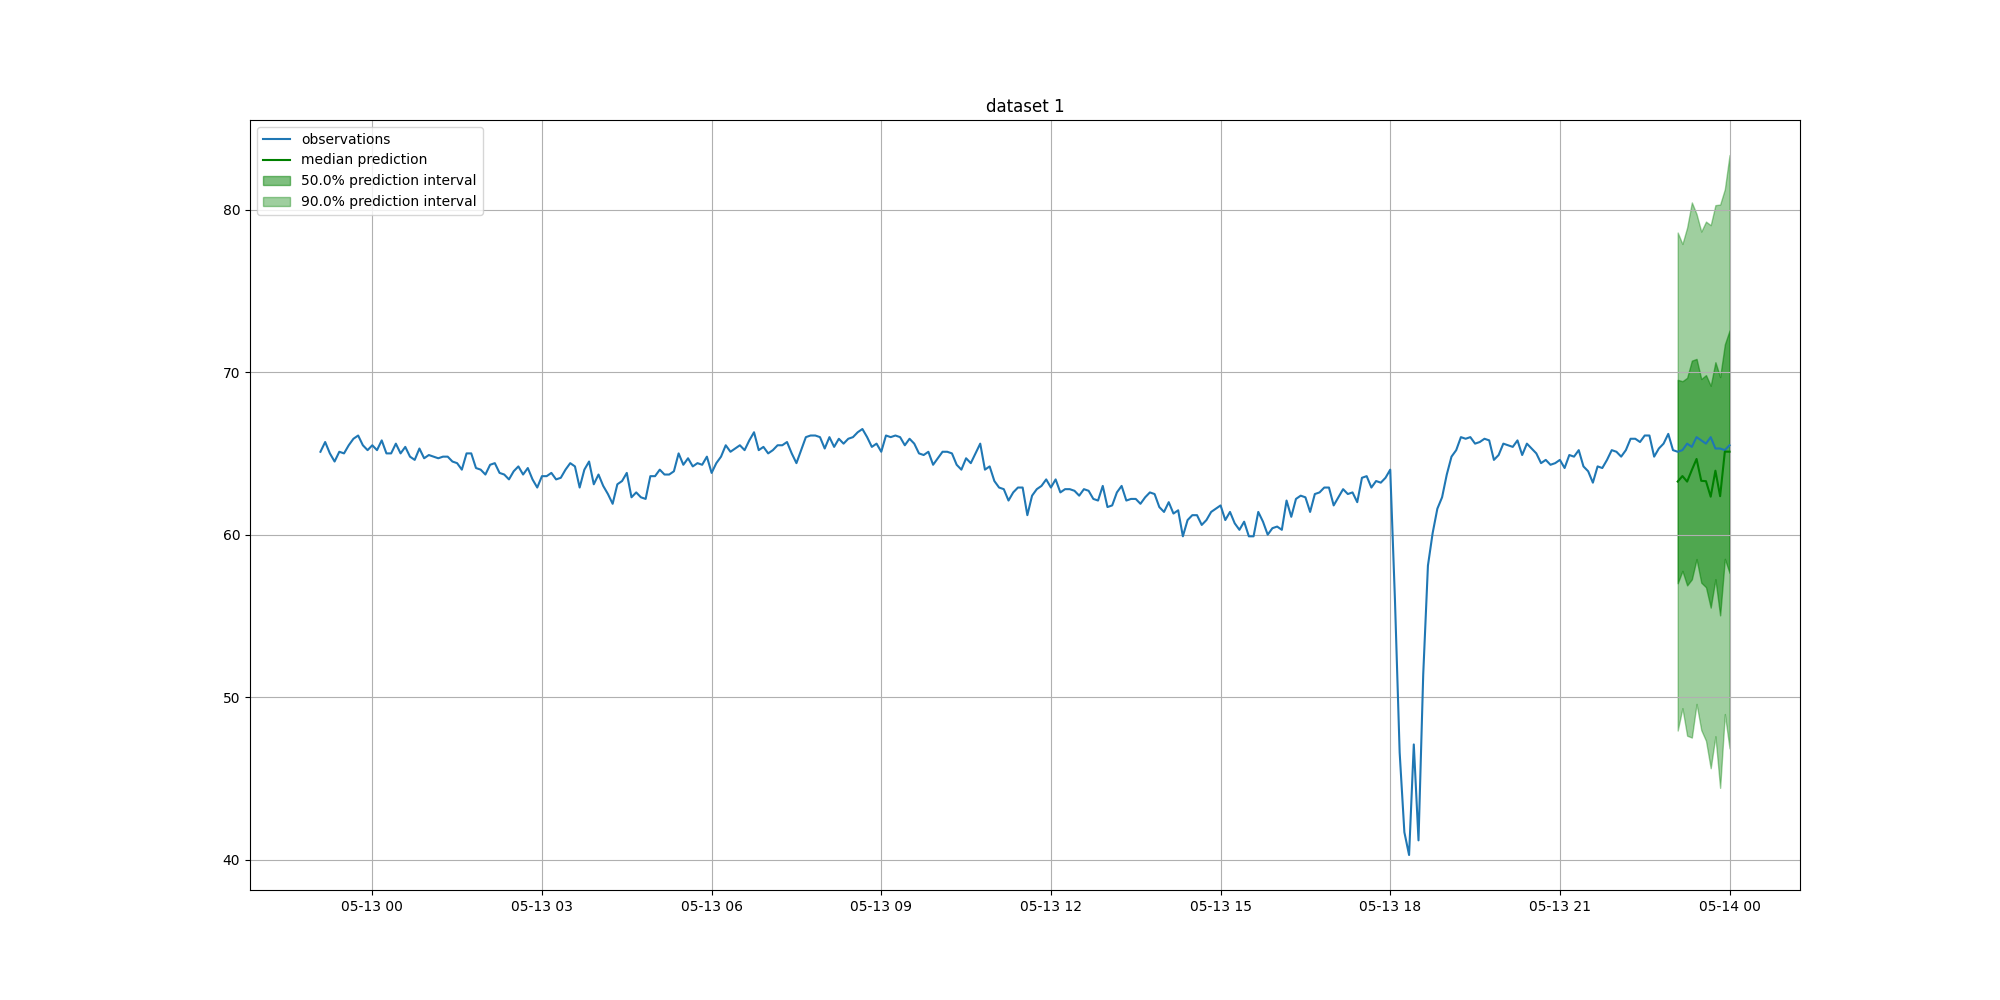 dataset 1
observations
median prediction
50.0% prediction interval
90.0% prediction interval
80
70
60
50
40
05-13 00 05-13 03 05-13 06 05-13 09 05-13 12 05-13 15 05-13 18 05-13 21 05-14 00